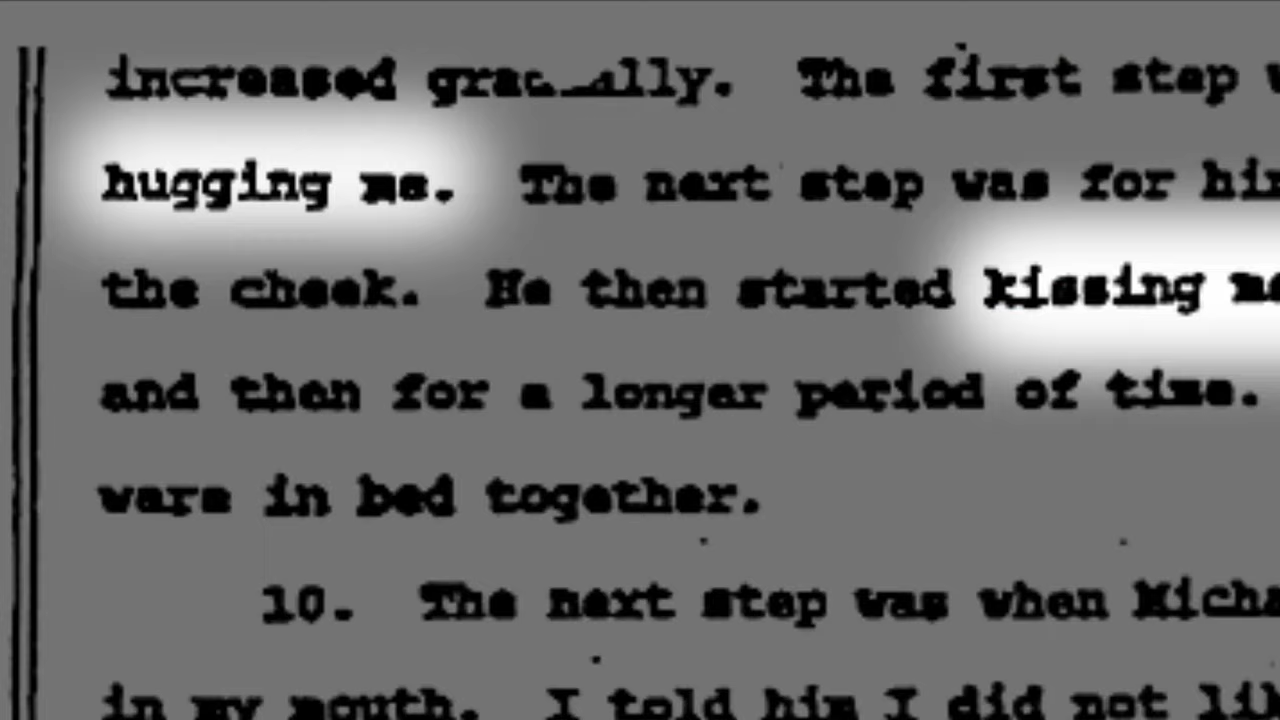 increased gradually. The first step
hugging me. The next step was for
the cheek. He then started kissing
and then for a longer period of time.
were in bed together.
10. The next step was when
in my mouth. I told him I did not